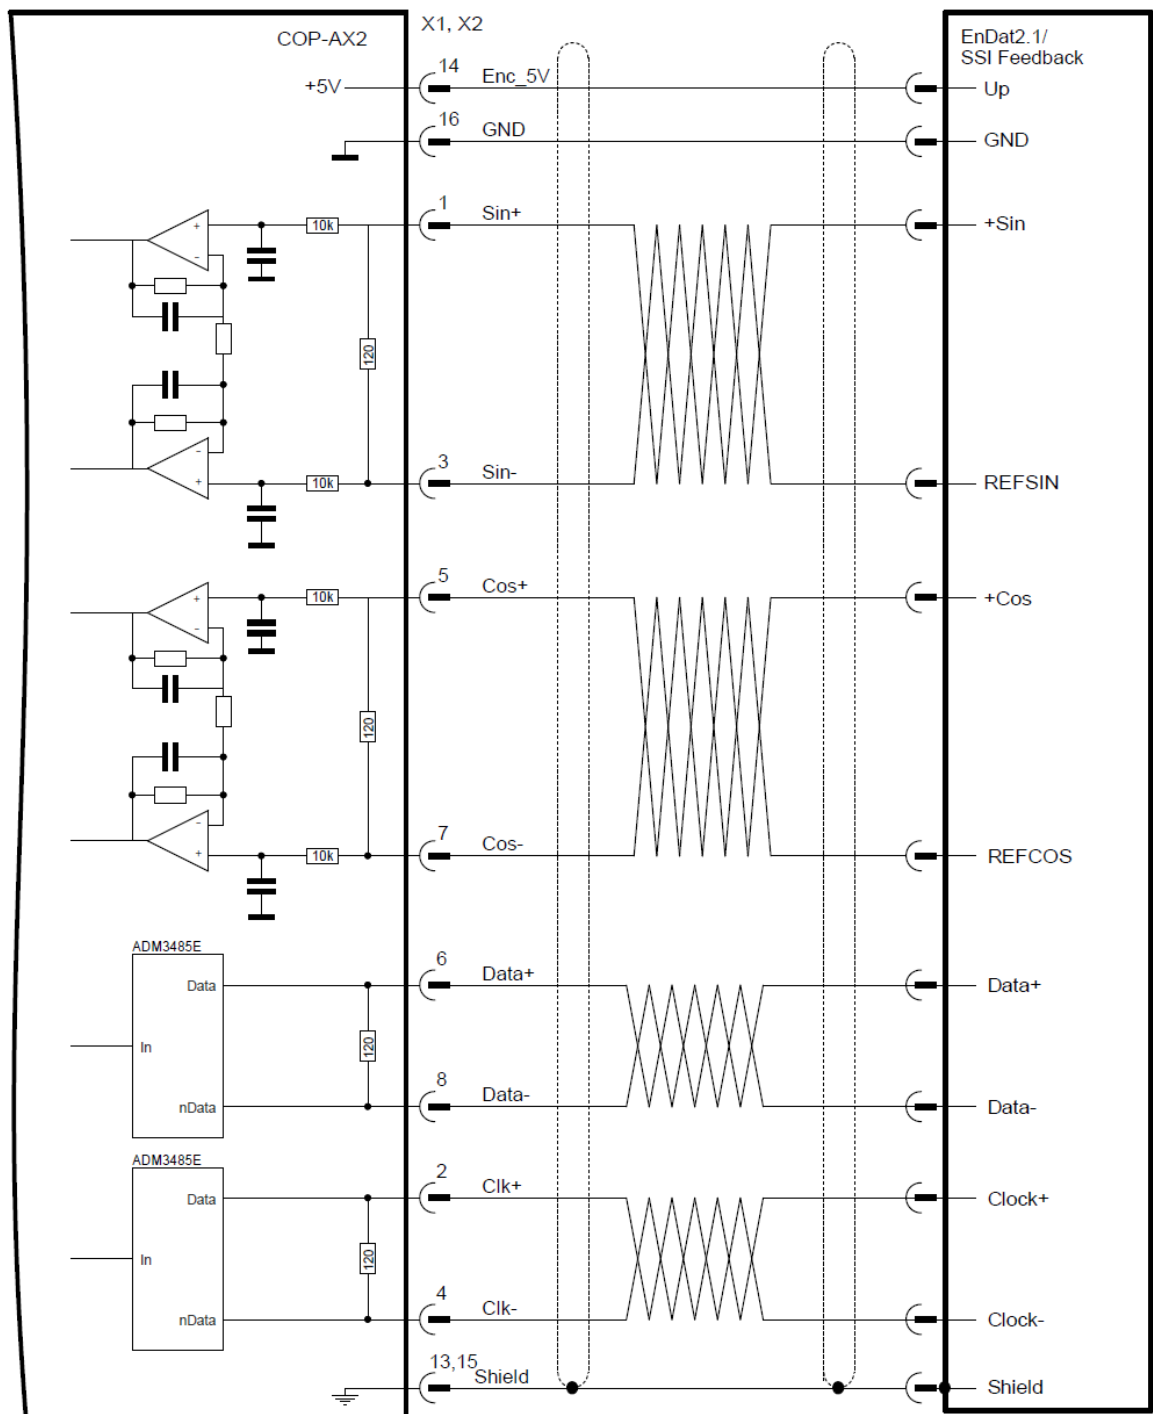 COP-AX2
X1, X2
EnDat2.1/
SSI Feedback
+5V
14
Enc_5V
Up
16
GND
GND
1
Sin+
+Sin
+
-
10k
120
-
+
10k
3
Sin-
REFSIN
5
Cos+
+Cos
+
-
10k
120
-
+
10k
7
Cos-
REFCOS
ADM3485E
Data
In
nData
120
6
Data+
Data+
8
Data-
Data-
ADM3485E
Data
In
nData
120
2
Clk+
Clock+
4
Clk-
Clock-
13,15
Shield
Shield